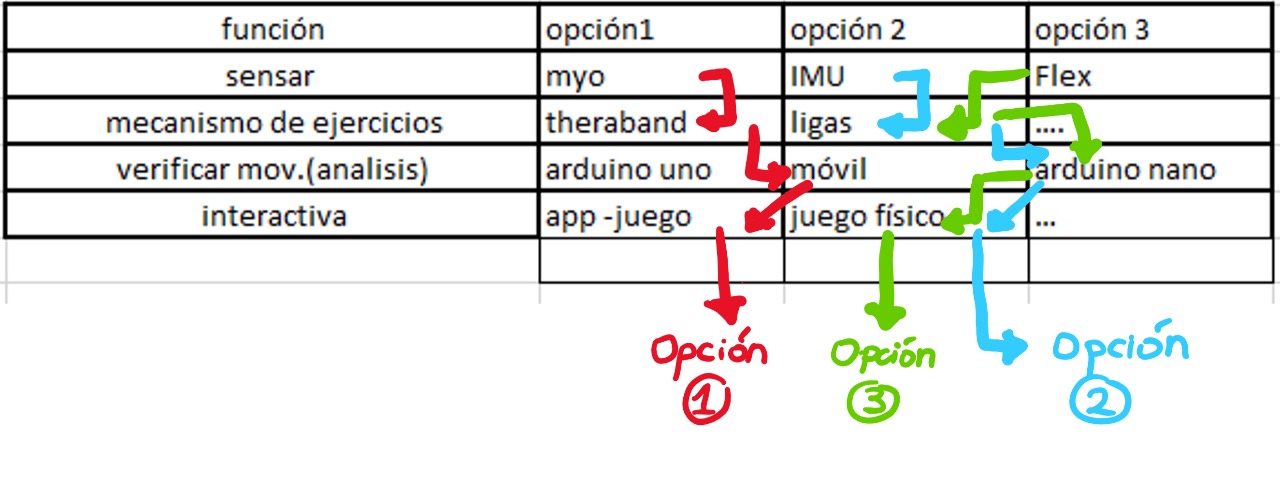 función opción1 opción 2 opción 3
sensar myo IMU Flex
mecanismo de ejercicios theraband ligas ....
verificar mov.(analisis) arduino uno móvil arduino nano
interactiva app -juego juego físico ...
Opción Opción Opción
1 3 2